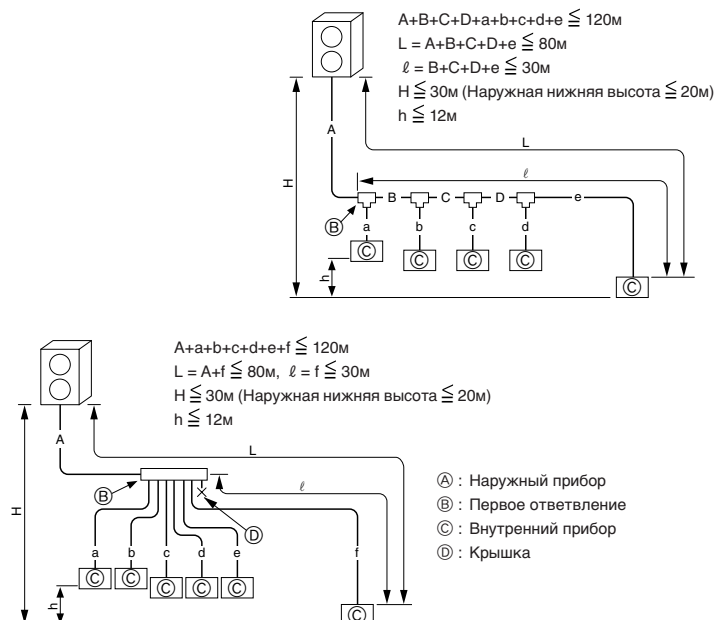 A+B+C+D+a+b+c+d+e ≦ 120м
L = A+B+C+D+e ≦ 80м
ℓ = B+C+D+e ≦ 30м
H ≦ 30м (Наружная нижняя высота ≦ 20м)
h ≦ 12м
A
L
H
ℓ
B C D e
Ⓑ
a b c d
Ⓒ
Ⓒ Ⓒ Ⓒ
h
Ⓒ
A+a+b+c+d+e+f ≦ 120м
L = A+f ≦ 80м, ℓ = f ≦ 30м
H ≦ 30м (Наружная нижняя высота ≦ 20м)
h ≦ 12м
A
L
H
Ⓑ
ℓ
Ⓓ
a b c d e f
Ⓒ Ⓒ Ⓒ Ⓒ Ⓒ
h
Ⓒ
Ⓐ : Наружный прибор
Ⓑ : Первое ответвление
Ⓒ : Внутренний прибор
Ⓓ : Крышка